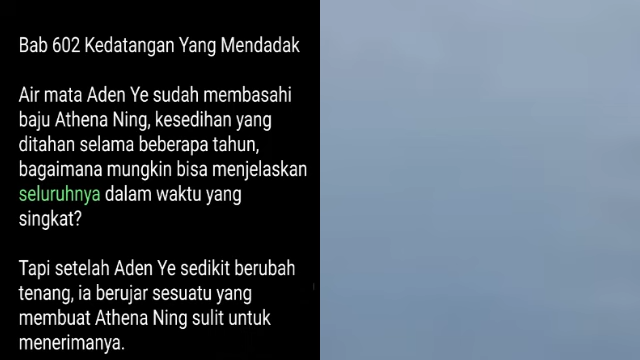 Bab 602 Kedatangan Yang Mendadak
Air mata Aden Ye sudah membasahi
baju Athena Ning, kesedihan yang
ditahan selama beberapa tahun,
bagaimana mungkin bisa menjelaskan
seluruhnya dalam waktu yang
singkat?
Tapi setelah Aden Ye sedikit berubah
tenang, ia berujar sesuatu yang
membuat Athena Ning sulit untuk
menerimanya.